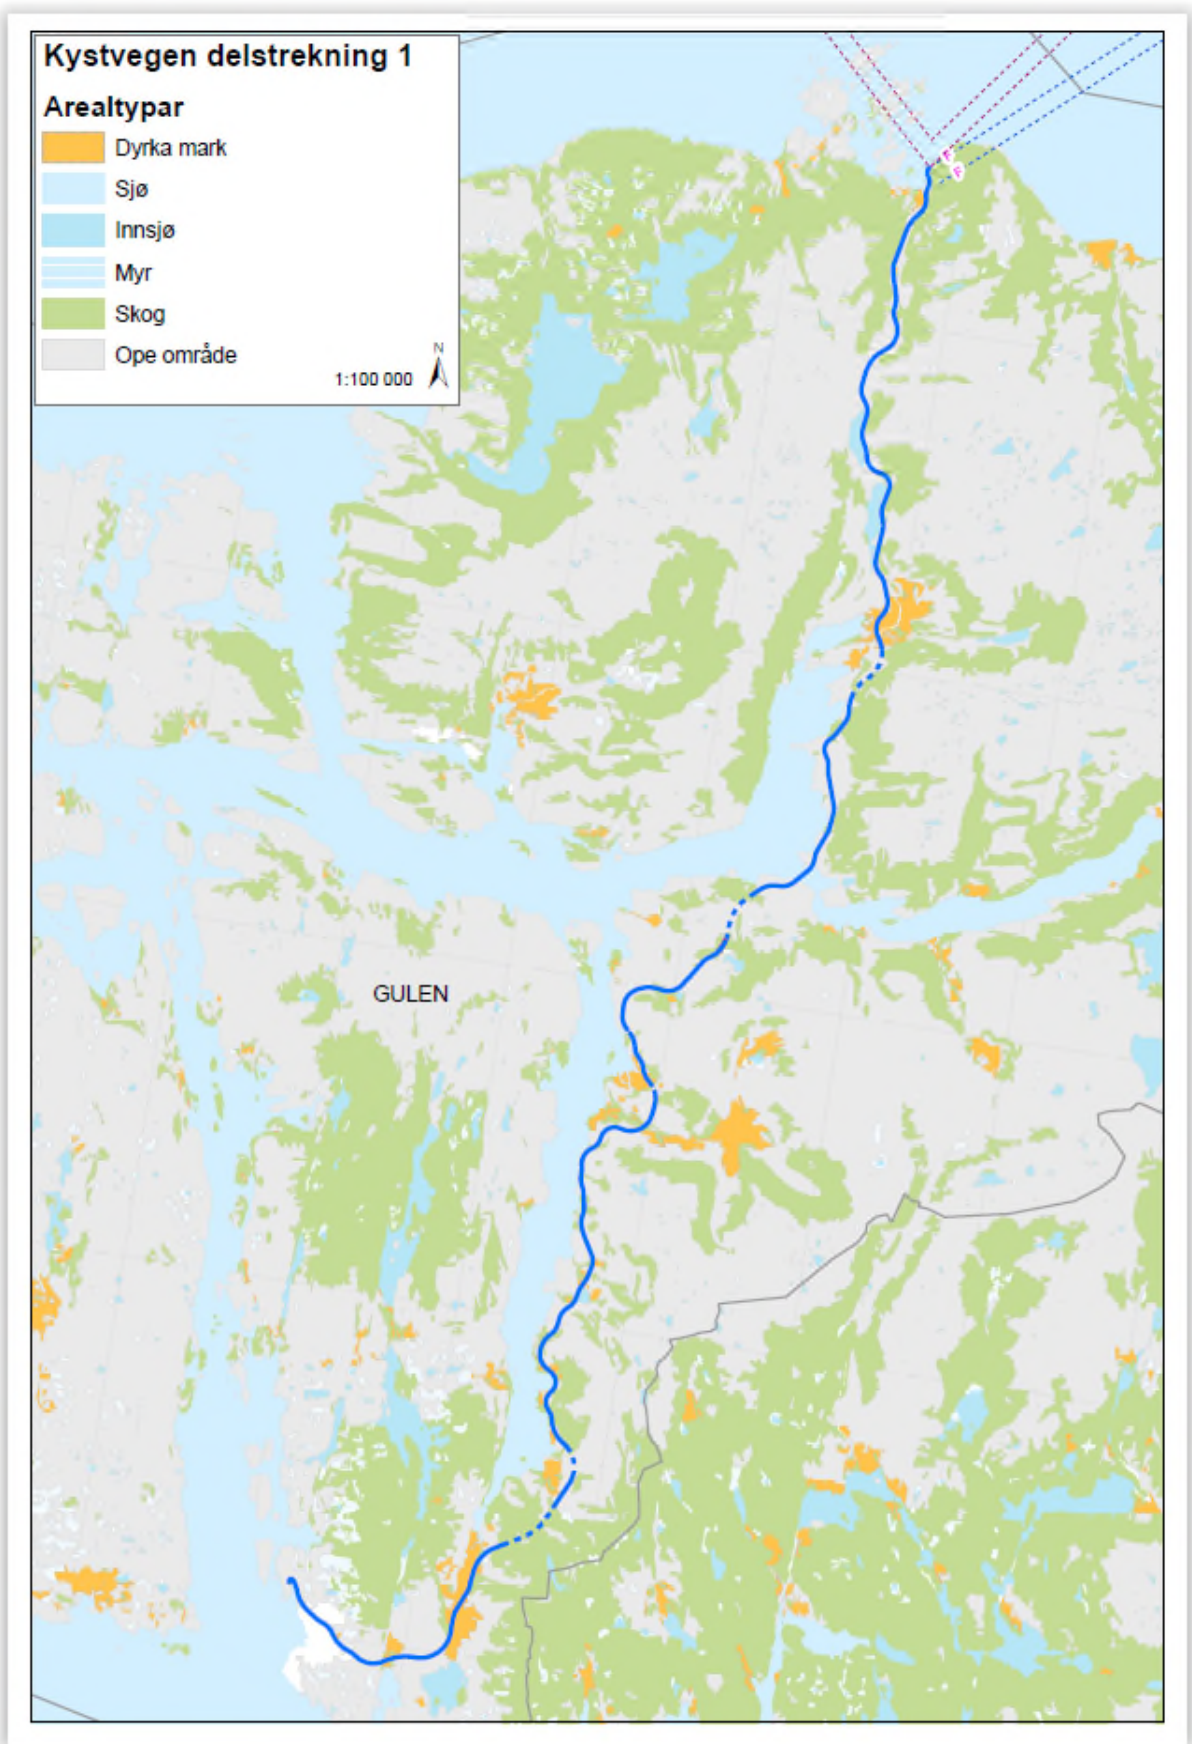 Kystvegen delstrekning 1
Arealtypar
Dyrka mark
Sjø
Innsjø
Myr
Skog
Ope område
N
1:100 000
GULEN